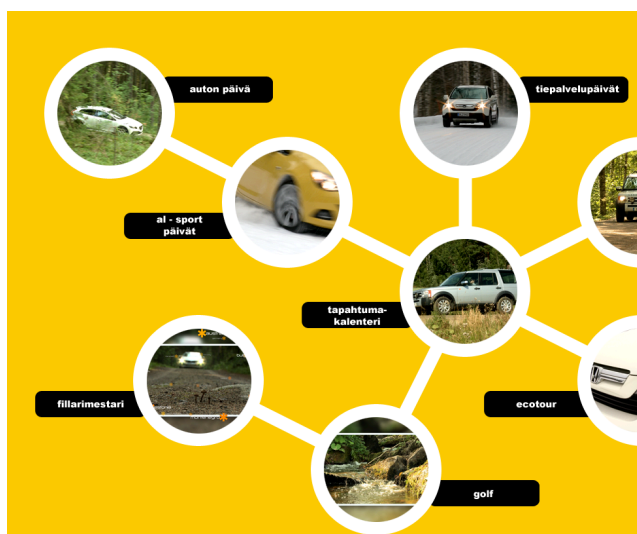 auton päivä
tiepalvelupäivät
al - sport
päivät
tapahtuma-
kalenteri
fillarimestari
ecotour
golf